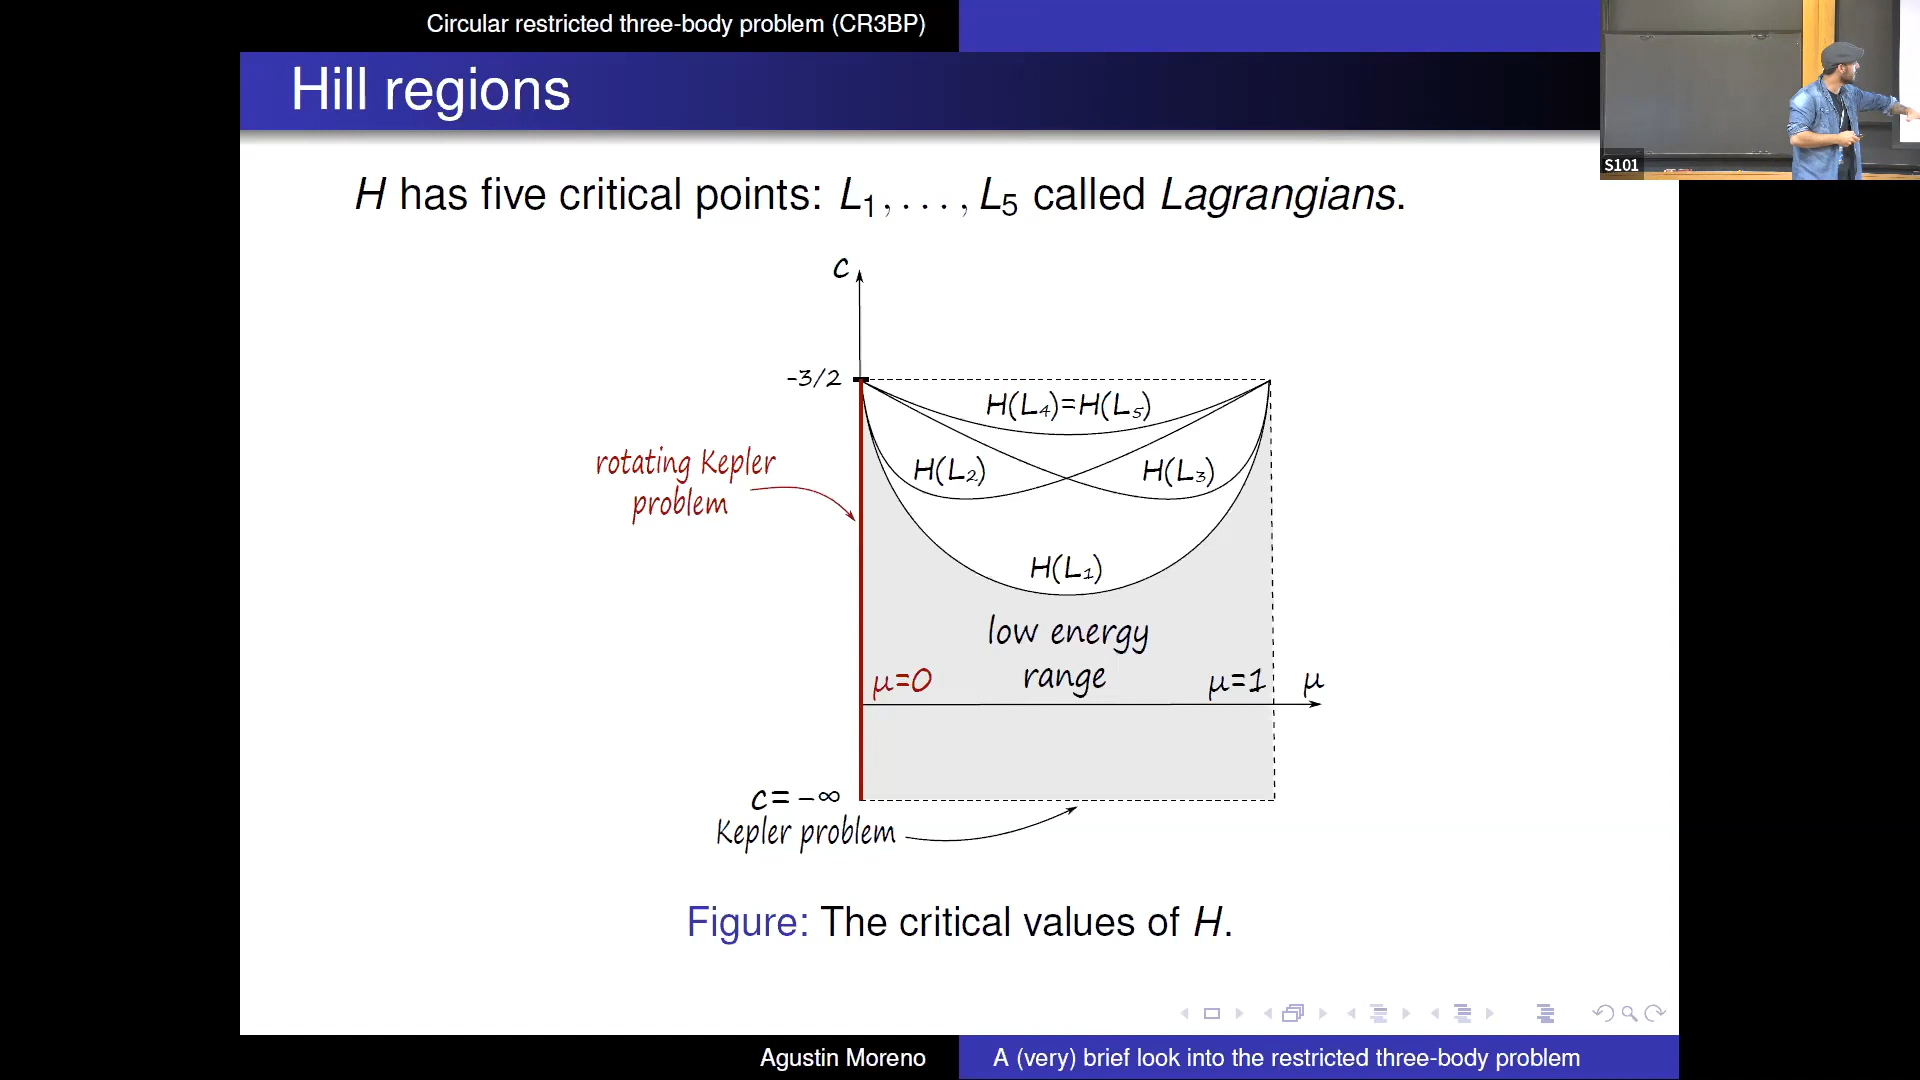 Circular restricted three-body problem (CR3BP)
Hill regions
S101
H has five critical points: L₁, . . . , L₅ called Lagrangians.
c
-3/2
H(L₄)=H(L₅)
rotating Kepler
problem
H(L₂)
H(L₃)
H(L₁)
low energy
range
μ=0
μ=1
μ
c= -∞
Kepler problem
Figure: The critical values of H.
Agustin Moreno
A (very) brief look into the restricted three-body problem